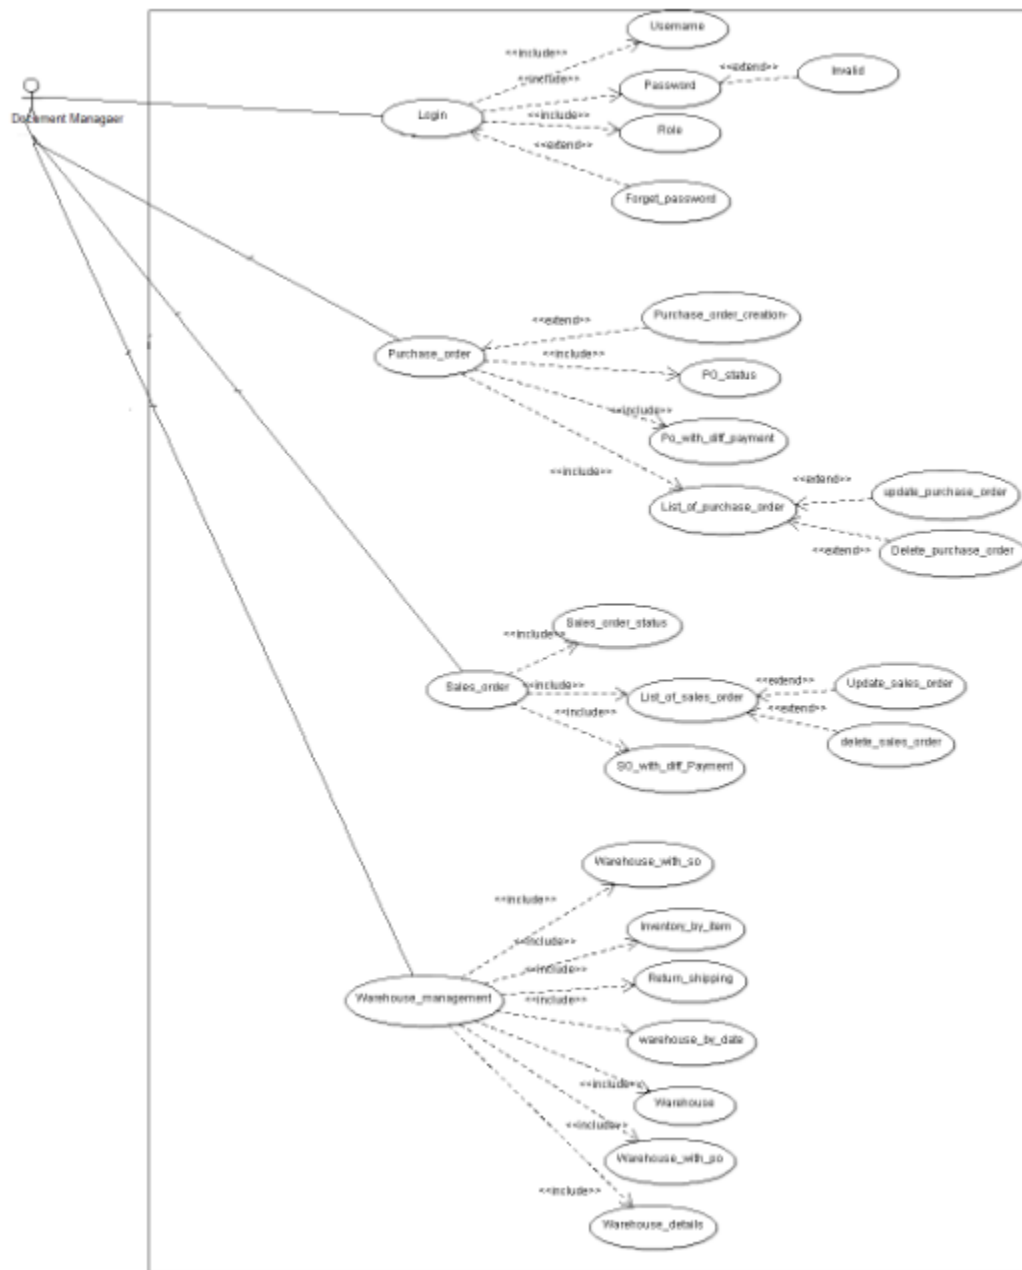 Username
<<include>>
<<include>>
<<extend>>
Invalid
Password
Document Managaer
Login
<<include>>
Role
<<extend>>
Forget_password
Purchase_order_creation-
<<extend>>
Purchase_order
<<include>>
PO_status
<<include>>
Po_with_diff_payment
<<include>>
<<extend>>
update_purchase_order
List_of_purchase_order
<<extend>>
Delete_purchase_order
Sales_order_status
<<include>>
Sales_order
<<include>>
List_of_sales_order
<<extend>>
Update_sales_order
<<extend>>
<<include>>
delete_sales_order
SO_with_diff_Payment
Warehouse_with_so
<<include>>
Inventory_by_item
<<include>>
<<include>>
Return_shipping
Warehouse_management
<<include>>
warehouse_by_date
<<include>>
Warehouse
<<include>>
Warehouse_with_po
<<include>>
Warehouse_details